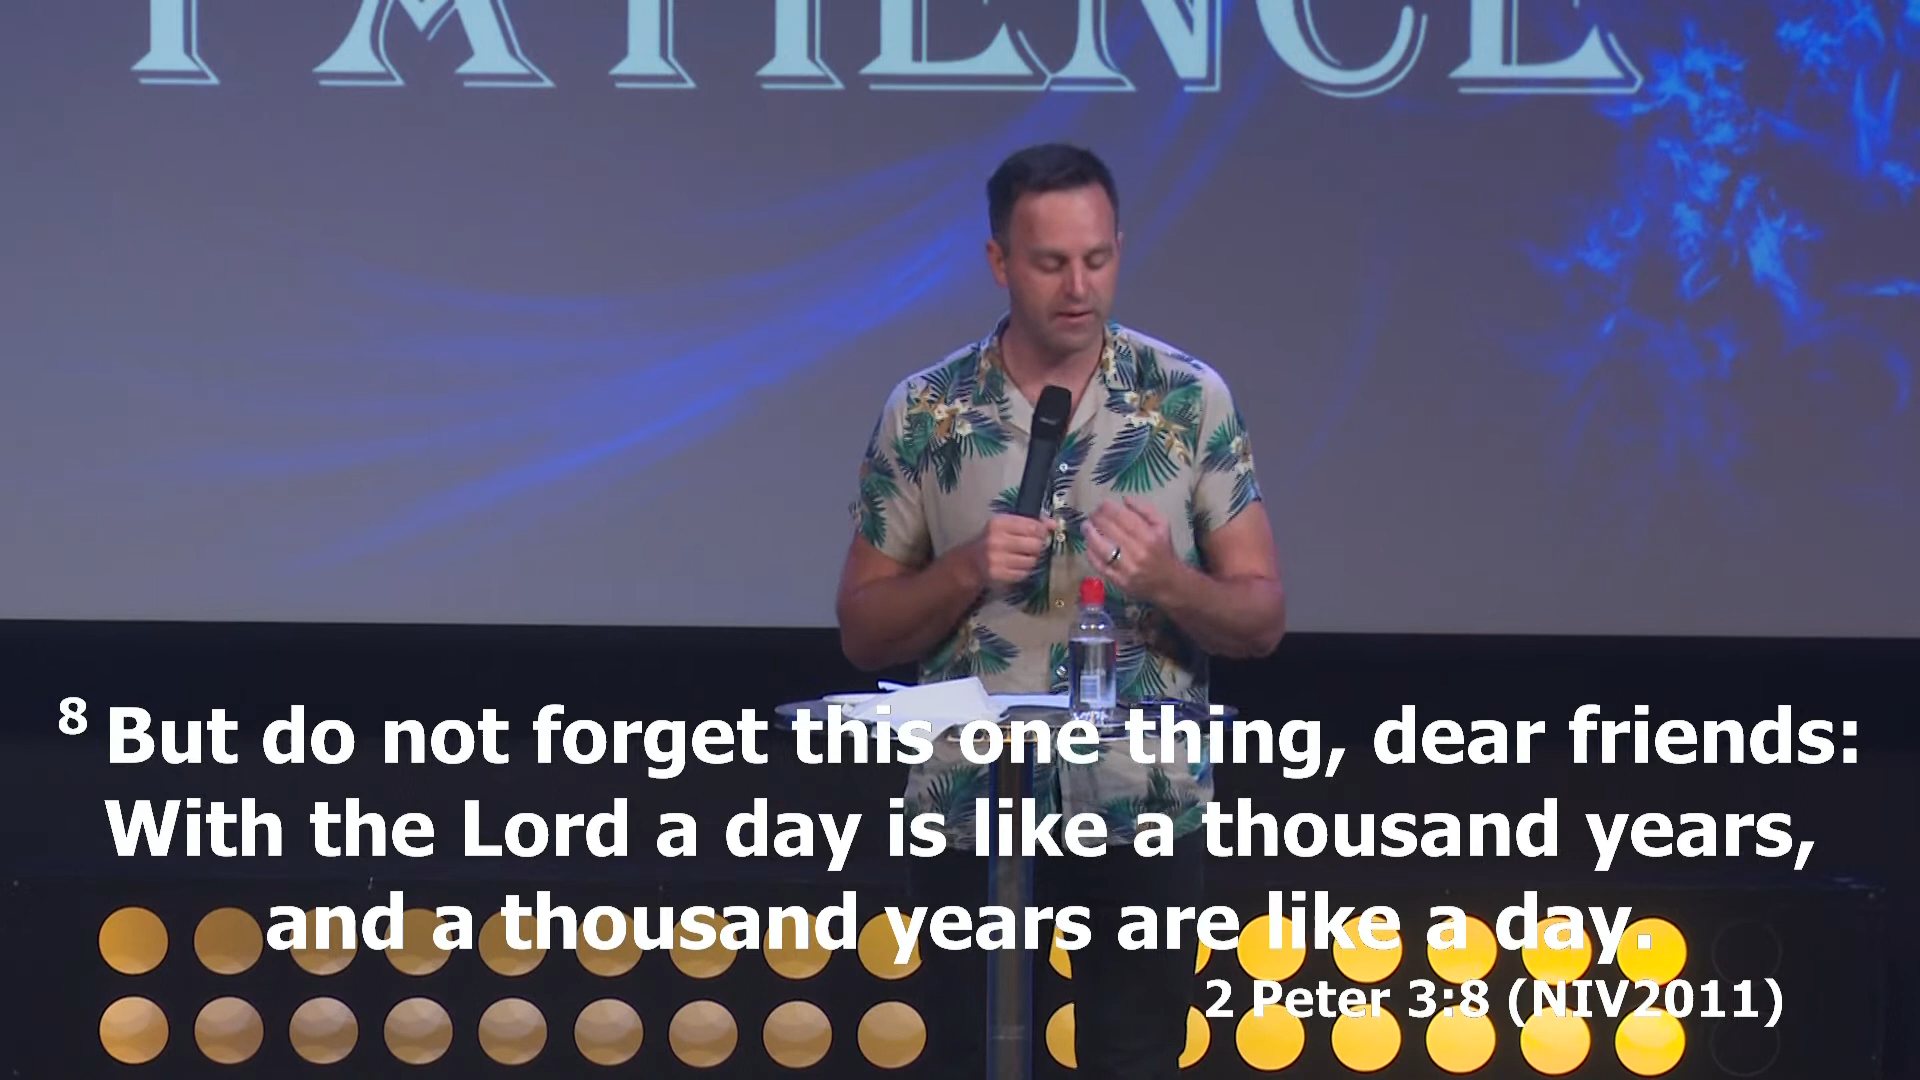 PATIENCE
8 But do not forget this one thing, dear friends:
With the Lord a day is like a thousand years,
and a thousand years are like a day.
2 Peter 3:8 (NIV2011)